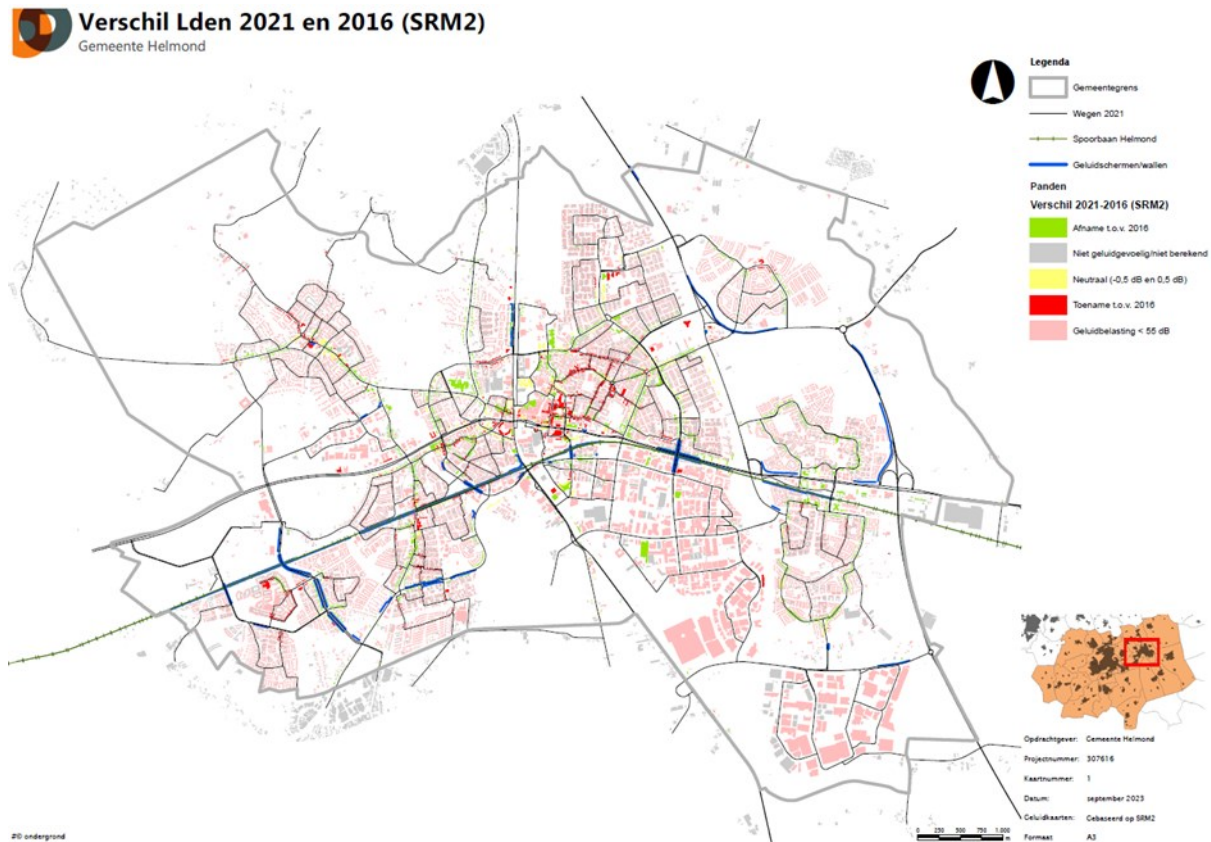 Verschil Lden 2021 en 2016 (SRM2)
Gemeente Helmond
Legenda
Gemeentegrens
Wegen 2021
Spoorbaan Helmond
Geluidschermen/wallen
Panden
Verschil 2021-2016 (SRM2)
Afname t.o.v. 2016
Niet geluidgevoelig/niet berekend
Neutraal (-0,5 dB en 0,5 dB)
Toename t.o.v. 2016
Geluidbelasting < 55 dB
Opdrachtgever: Gemeente Helmond
Projectnummer: 307616
Kaartnummer: 1
Datum: september 2023
Geluidkaarten: Gebaseerd op SRM2
Formaat A3
0 250 500 750 1.000
m
#© ondergrond